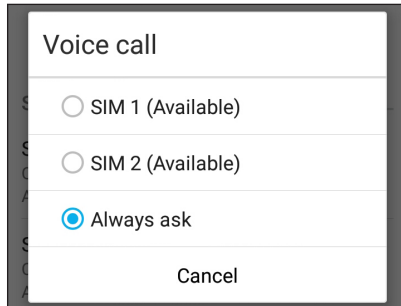 Voice call
SIM 1 (Available)
SIM 2 (Available)
Always ask
Cancel